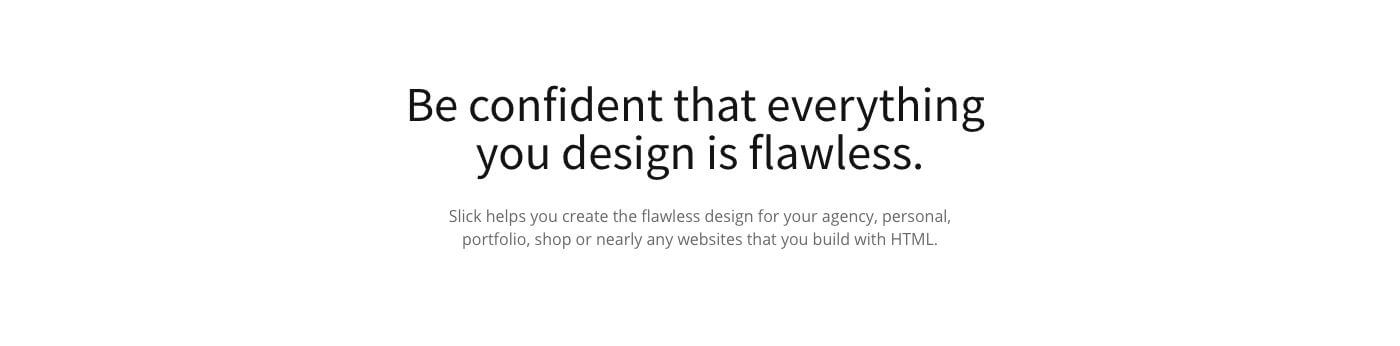 Be confident that everything
you design is flawless.
Slick helps you create the flawless design for your agency, personal,
portfolio, shop or nearly any websites that you build with HTML.